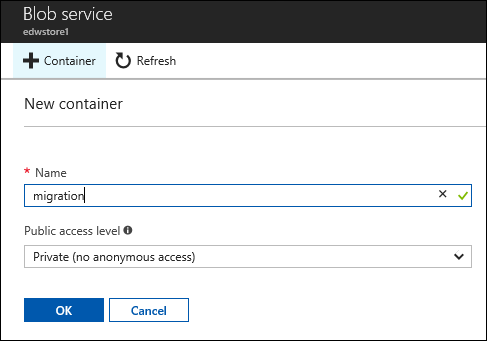 Blob service
edwstore1
Container Refresh
New container
* Name
migration
Public access level
Private (no anonymous access)
OK Cancel